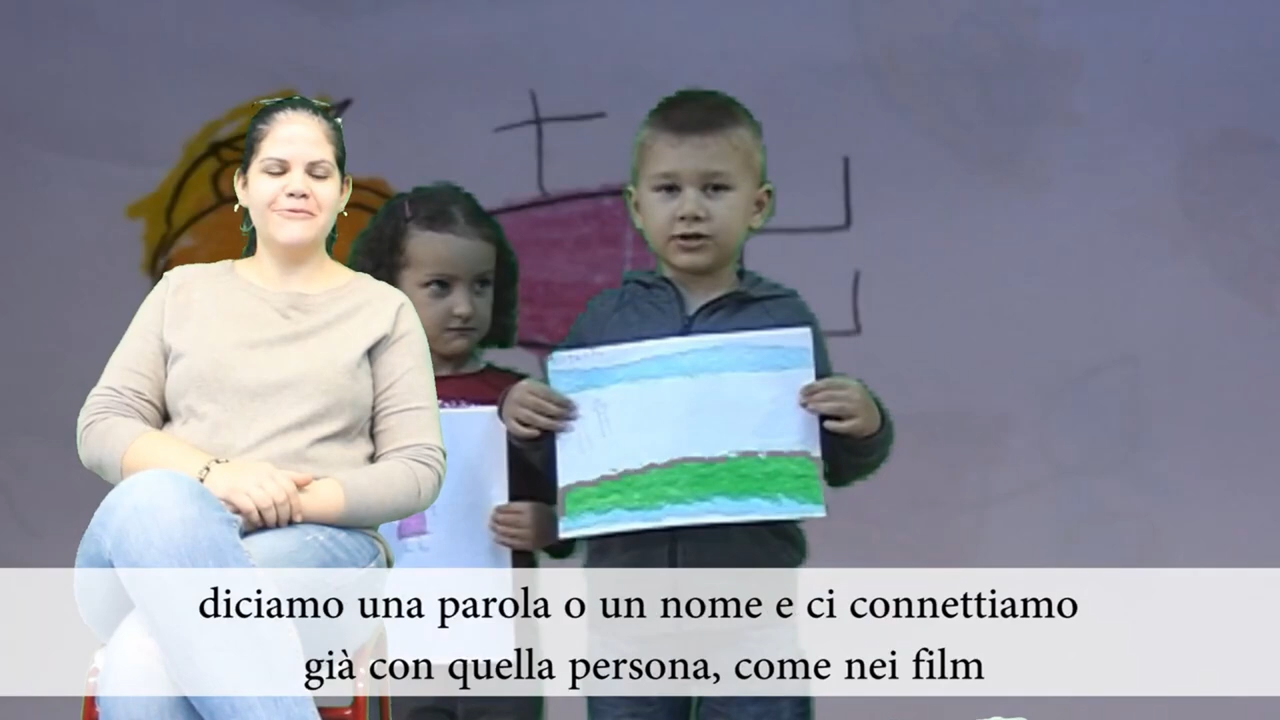 diciamo una parola o un nome e ci connettiamo
già con quella persona, come nei film